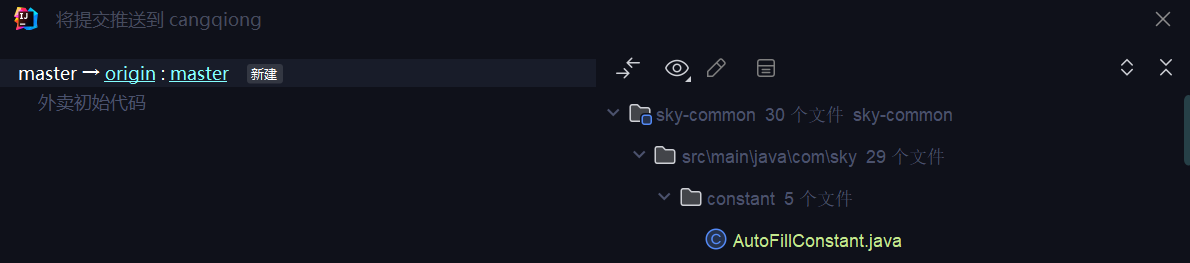 将提交推送到 cangqiong
master → origin : master 新建
外卖初始代码
sky-common 30 个文件 sky-common
src\main\java\com\sky 29 个文件
constant 5 个文件
C AutoFillConstant.java